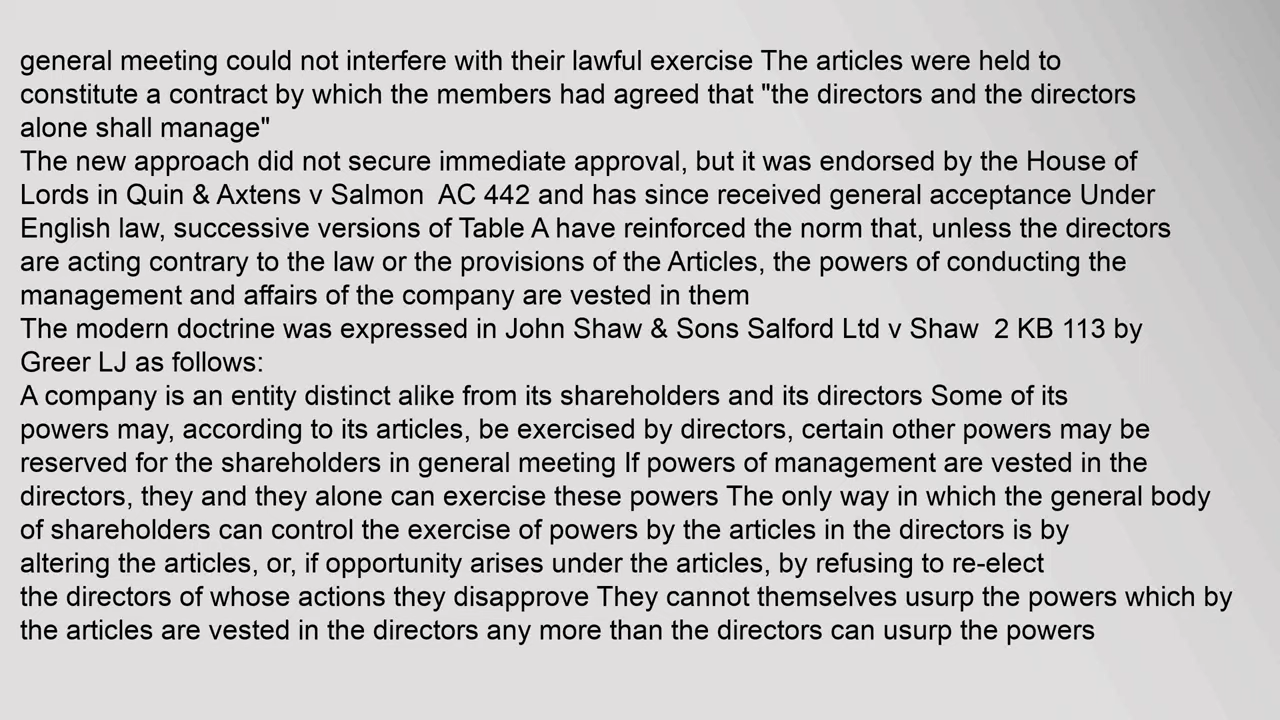 general meeting could not interfere with their lawful exercise The articles were held to
constitute a contract by which the members had agreed that "the directors and the directors
alone shall manage"
The new approach did not secure immediate approval, but it was endorsed by the House of
Lords in Quin & Axtens v Salmon  AC 442 and has since received general acceptance Under
English law, successive versions of Table A have reinforced the norm that, unless the directors
are acting contrary to the law or the provisions of the Articles, the powers of conducting the
management and affairs of the company are vested in them
The modern doctrine was expressed in John Shaw & Sons Salford Ltd v Shaw  2 KB 113 by
Greer LJ as follows:
A company is an entity distinct alike from its shareholders and its directors Some of its
powers may, according to its articles, be exercised by directors, certain other powers may be
reserved for the shareholders in general meeting If powers of management are vested in the
directors, they and they alone can exercise these powers The only way in which the general body
of shareholders can control the exercise of powers by the articles in the directors is by
altering the articles, or, if opportunity arises under the articles, by refusing to re-elect
the directors of whose actions they disapprove They cannot themselves usurp the powers which by
the articles are vested in the directors any more than the directors can usurp the powers